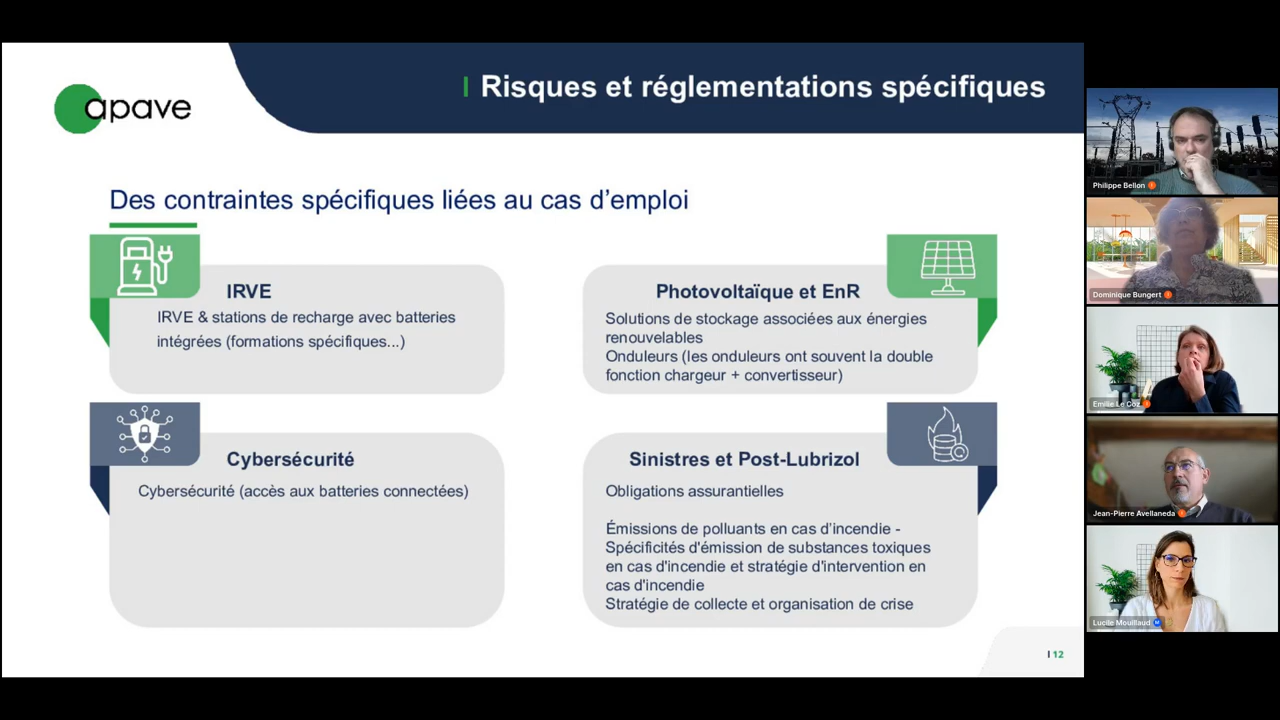 apave
Risques et réglementations spécifiques
Des contraintes spécifiques liées au cas d'emploi
IRVE
IRVE & stations de recharge avec batteries
intégrées (formations spécifiques...)
Photovoltaïque et EnR
Solutions de stockage associées aux énergies
renouvelables
Onduleurs (les onduleurs ont souvent la double
fonction chargeur + convertisseur)
Cybersécurité
Cybersécurité (accès aux batteries connectées)
Sinistres et Post-Lubrizol
Obligations assurantielles
Émissions de polluants en cas d'incendie -
Spécificités d'émission de substances toxiques
en cas d'incendie et stratégie d'intervention en
cas d'incendie
Stratégie de collecte et organisation de crise
12
Philippe Bellon
Dominique Bungert
Emilie Le Coz
Jean-Pierre Avellaneda
Lucile Mouillaud